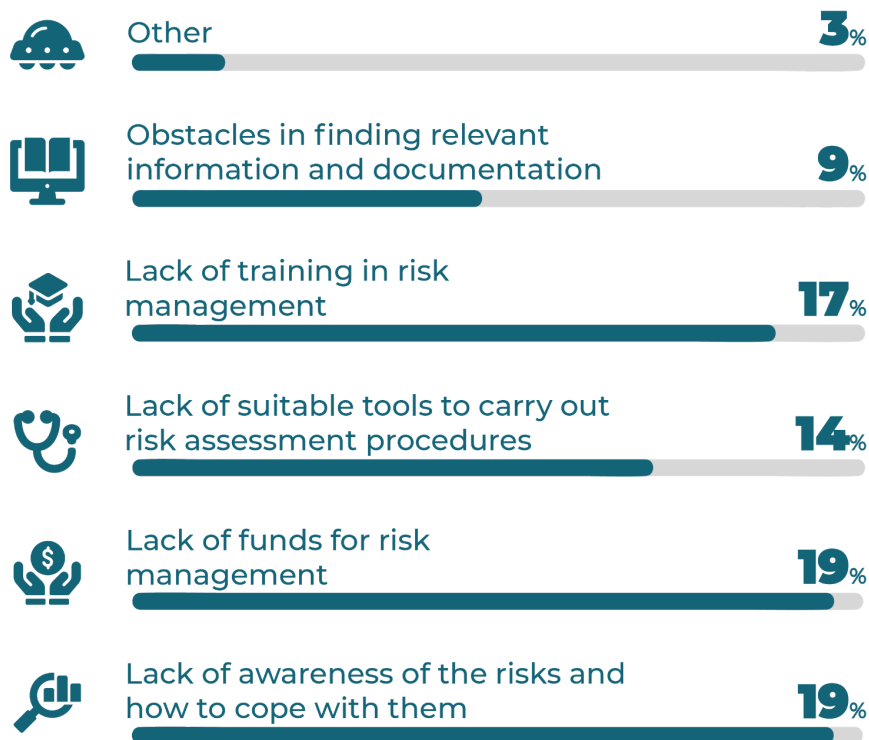 Other
3%
Obstacles in finding relevant
information and documentation
9%
Lack of training in risk
management
17%
Lack of suitable tools to carry out
risk assessment procedures
14%
Lack of funds for risk
management
19%
$
Lack of awareness of the risks and
how to cope with them
19%